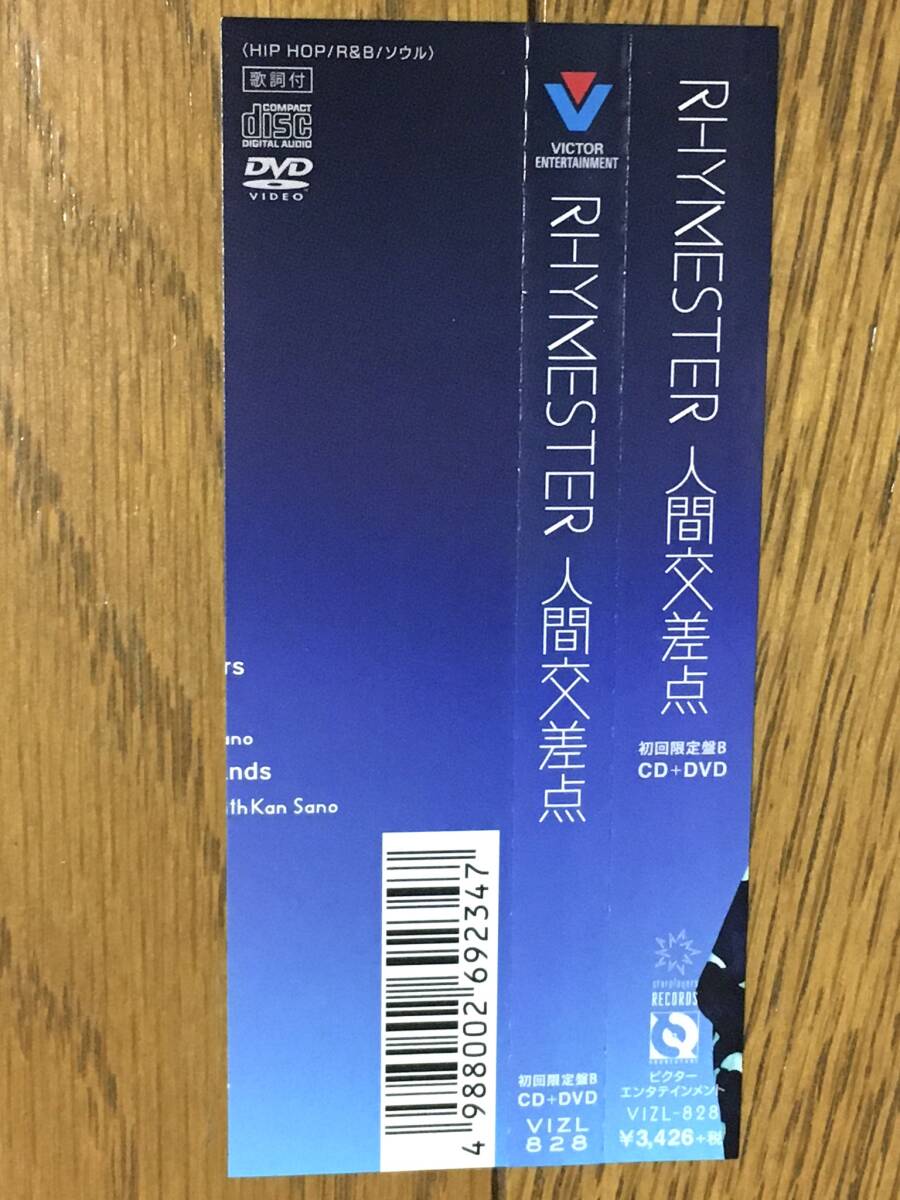 〈HIP HOP/R&B/ソウル〉
歌詞付
COMPACT
disc
DIGITAL AUDIO
DVD
VIDEO
rs
ano
nds
ith Kan Sano
4 988002 692347
VICTOR
ENTERTAINMENT
RHYMESTER 人間交差点
初回限定盤B
CD+DVD
VIZL
828
RHYMESTER 人間交差点
初回限定盤B
CD+DVD
starplayers
RECORDS
ビクター
エンタテインメント
VIZL-828
¥3,426+税